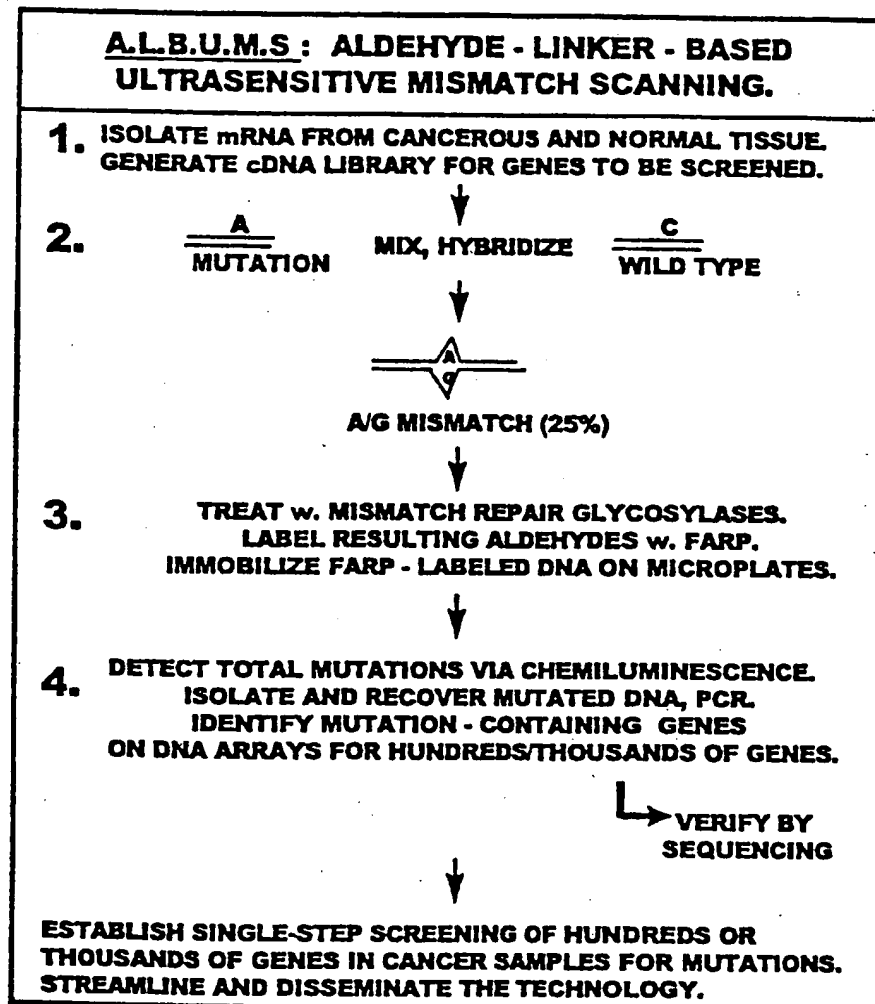 A.L.B.U.M.S : ALDEHYDE - LINKER - BASED
ULTRASENSITIVE MISMATCH SCANNING.
1. ISOLATE mRNA FROM CANCEROUS AND NORMAL TISSUE.
GENERATE cDNA LIBRARY FOR GENES TO BE SCREENED.
2. A MUTATION MIX, HYBRIDIZE C WILD TYPE
A
G
A/G MISMATCH (25%)
3. TREAT w. MISMATCH REPAIR GLYCOSYLASES.
LABEL RESULTING ALDEHYDES w. FARP.
IMMOBILIZE FARP - LABELED DNA ON MICROPLATES.
4. DETECT TOTAL MUTATIONS VIA CHEMILUMINESCENCE.
ISOLATE AND RECOVER MUTATED DNA, PCR.
IDENTIFY MUTATION - CONTAINING GENES
ON DNA ARRAYS FOR HUNDREDS/THOUSANDS OF GENES.
VERIFY BY
SEQUENCING
ESTABLISH SINGLE-STEP SCREENING OF HUNDREDS OR
THOUSANDS OF GENES IN CANCER SAMPLES FOR MUTATIONS.
STREAMLINE AND DISSEMINATE THE TECHNOLOGY.